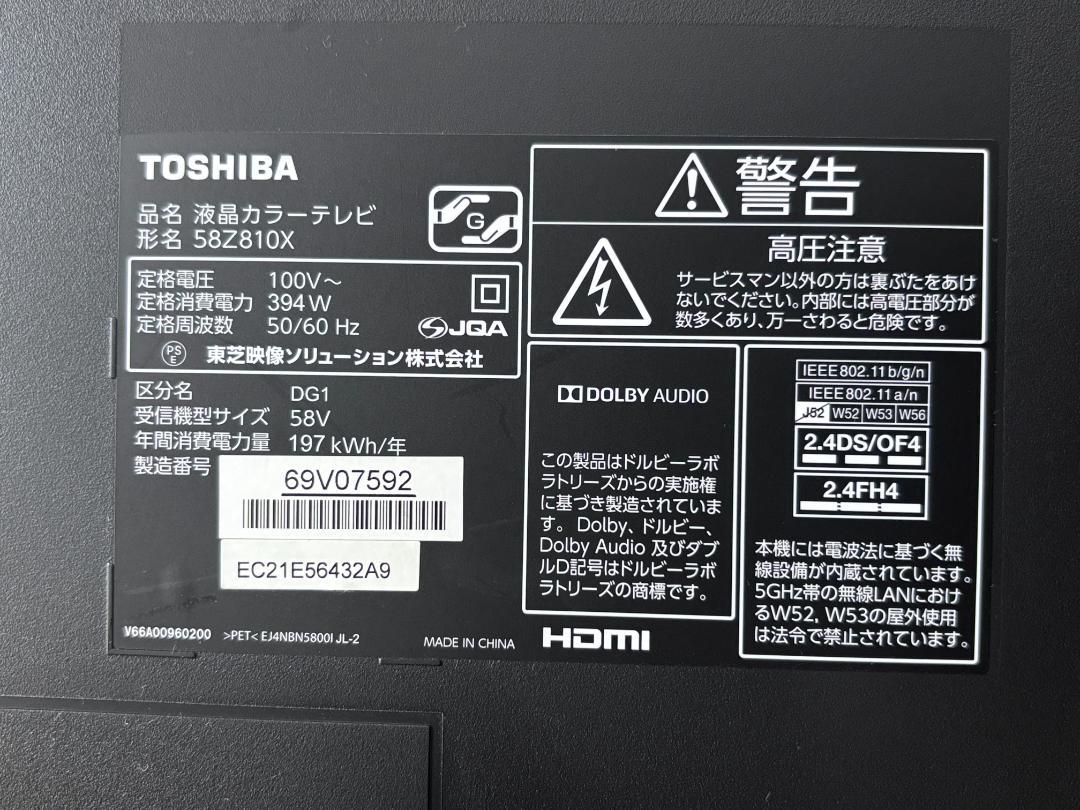 TOSHIBA
品名 液晶カラーテレビ
形名 58Z810X
G
定格電圧 100V～
定格消費電力 394W
定格周波数 50/60 Hz
JQA
PS
E
東芝映像ソリューション株式会社
区分名 DG1
受信機型サイズ 58V
年間消費電力量 197 kWh/年
製造番号
69V07592
EC21E56432A9
V66A00960200 >PET< EJ4NBN5800I JL-2
MADE IN CHINA
警告
高圧注意
サービスマン以外の方は裏ぶたをあけ
ないでください。内部には高電圧部分が
数多くあり、万一さわると危険です。
DOLBY AUDIO
この製品はドルビーラボ
ラトリーズからの実施権
に基づき製造されていま
す。Dolby、ドルビー、
Dolby Audio 及びダブ
ルD記号はドルビーラボ
ラトリーズの商標です。
HDMI
IEEE802.11b/g/n
IEEE802.11a/n
J52 W52 W53 W56
2.4DS/OF4
2.4FH4
本機には電波法に基づく無
線設備が内蔵されています。
5GHz帯の無線LANにおけ
るW52、W53の屋外使用
は法令で禁止されています。